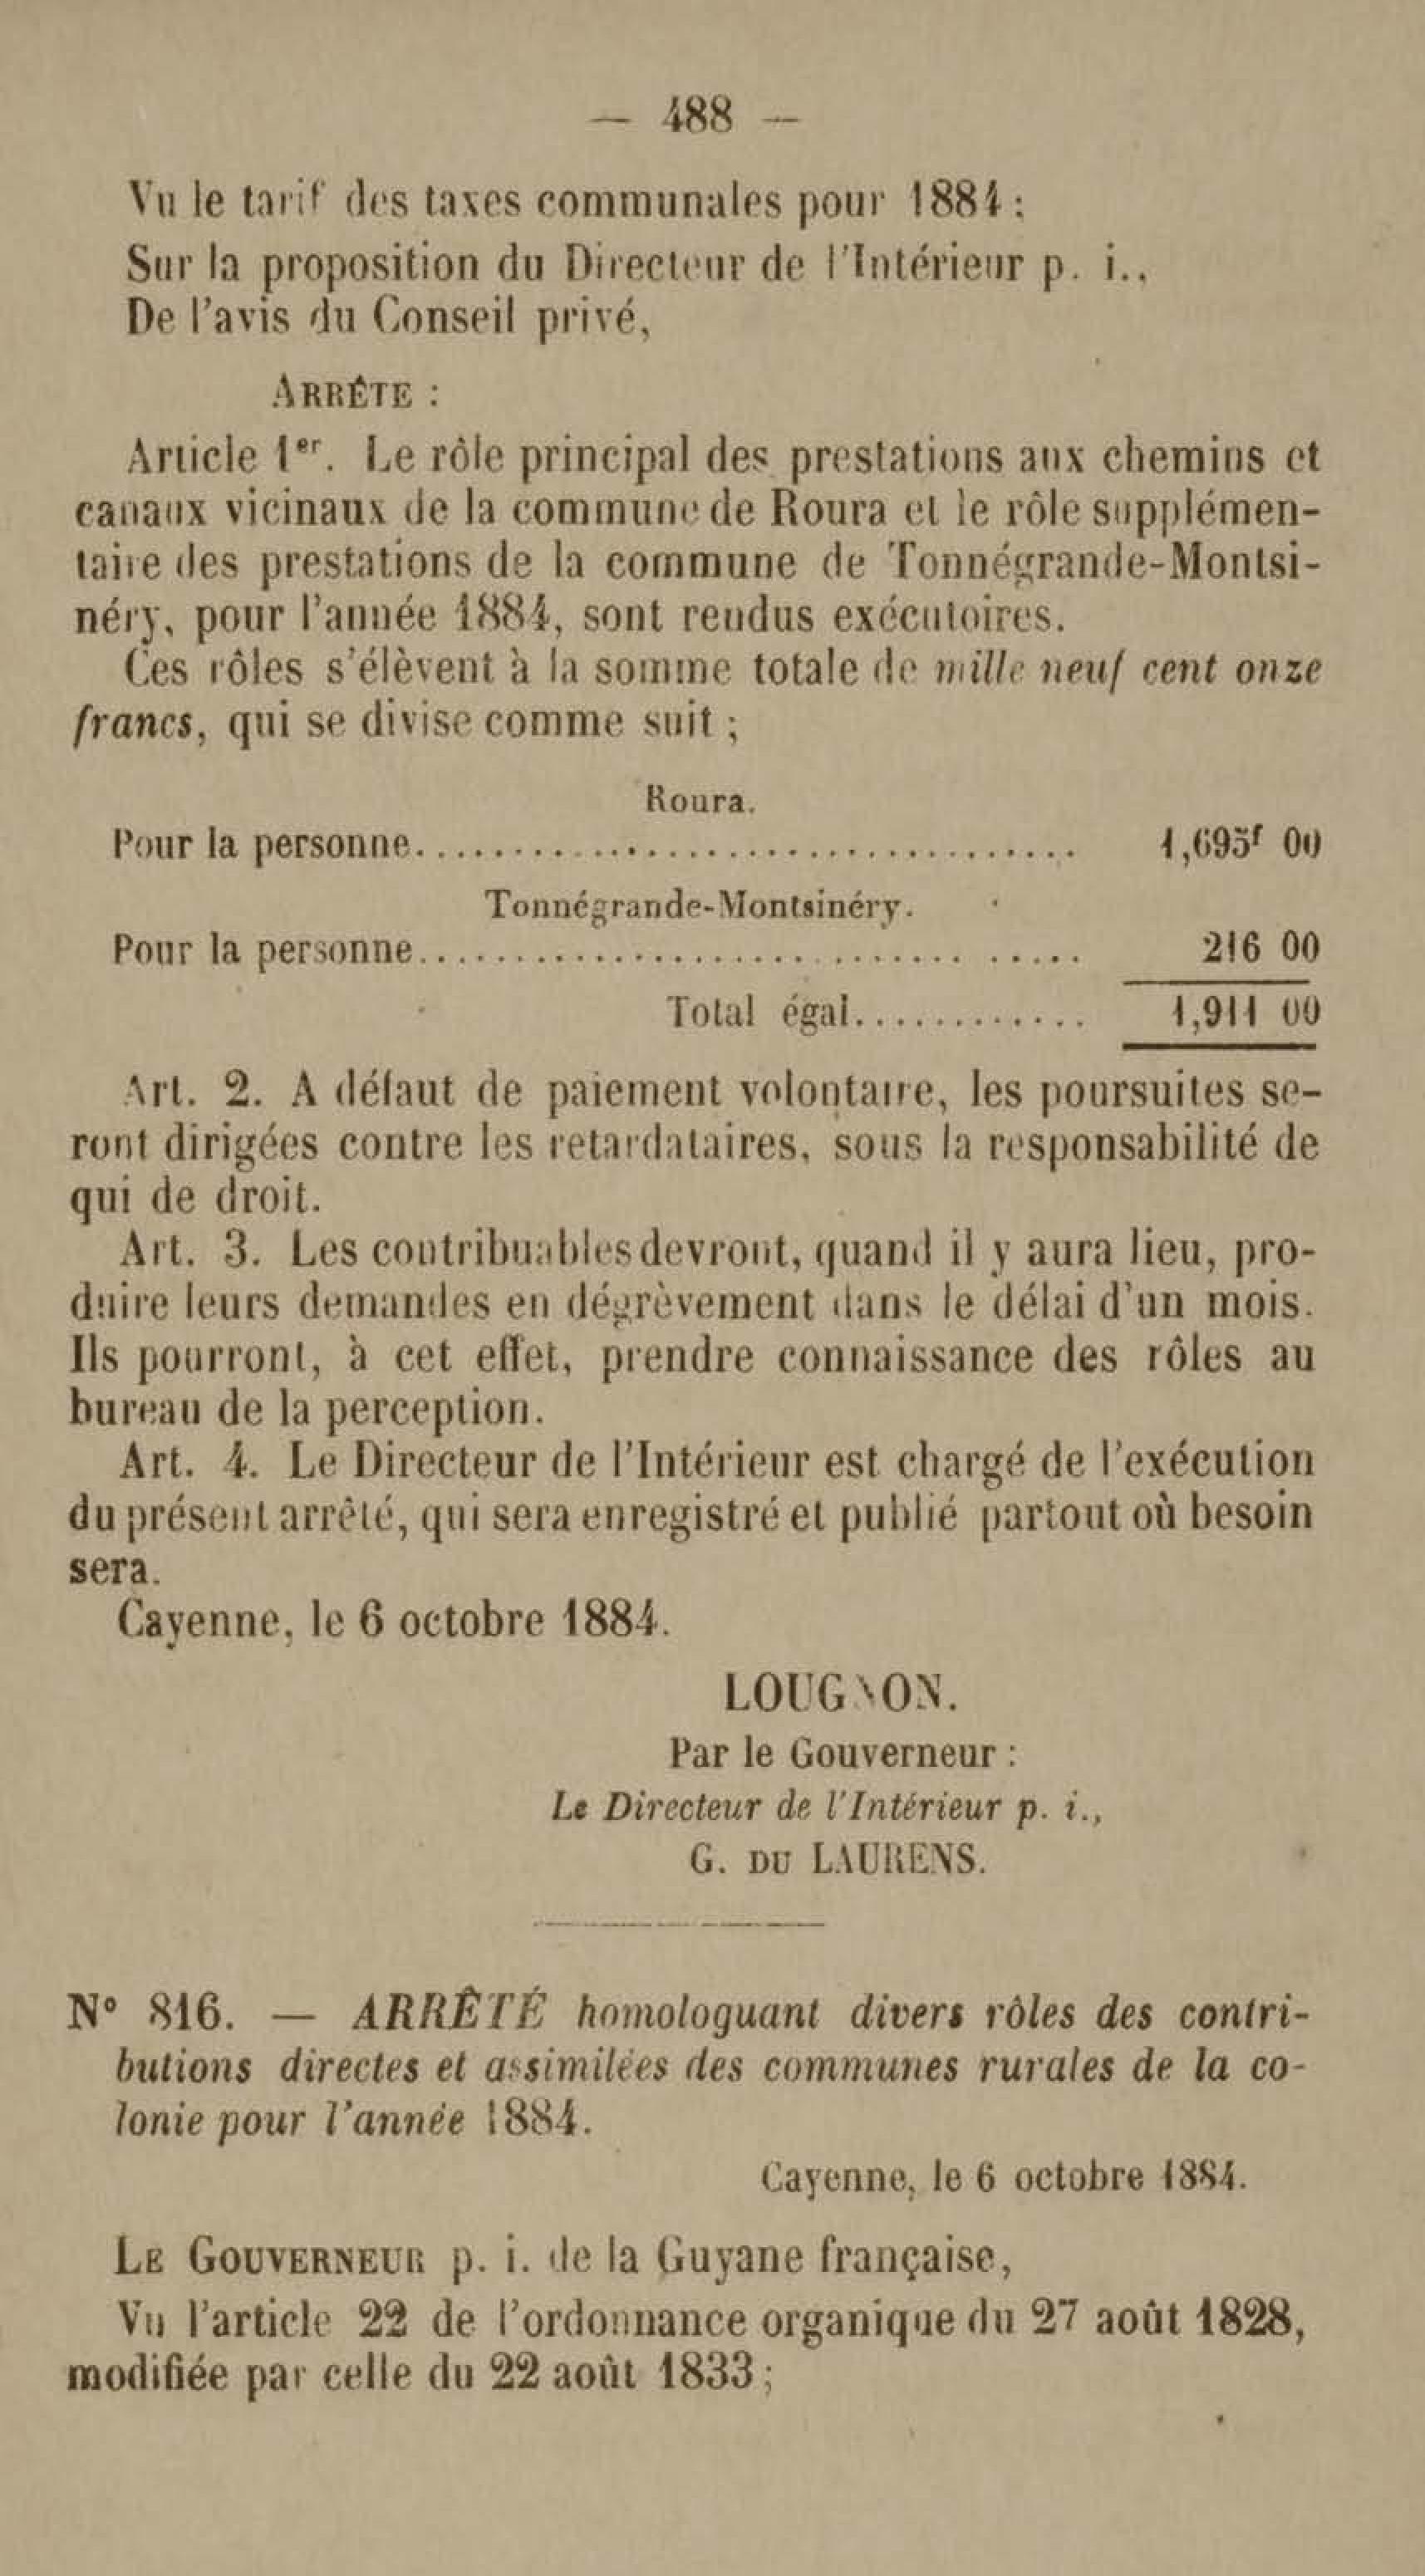 — 488 —
Vu le tarif des taxes communales pour 1884;
Sur la proposition du Directeur de l'Intérieur p. i.,
De l'avis du Conseil privé,
ARRÊTE :
Article 1er. Le rôle principal des prestations aux chemins et
canaux vicinaux de la commune de Roura et le rôle supplémen-
taire des prestations de la commune de Tonnégrande-Montsi-
néry, pour l'année 1884, sont rendus exécutoires.
Ces rôles s'élèvent à la somme totale de mille neuf cent onze
francs, qui se divise comme suit ;
Roura.
Pour la personne.................................... 1,695f 00
Tonnégrande-Montsinéry.
Pour la personne.................................... 216 00
Total égal............. 1,911 00
Art. 2. A défaut de paiement volontaire, les poursuites se-
ront dirigées contre les retardataires, sous la responsabilité de
qui de droit.
Art. 3. Les contribuables devront, quand il y aura lieu, pro-
duire leurs demandes en dégrèvement dans le délai d'un mois.
Ils pourront, à cet effet, prendre connaissance des rôles au
bureau de la perception.
Art. 4. Le Directeur de l'Intérieur est chargé de l'exécution
du présent arrêté, qui sera enregistré et publié partout où besoin
sera.
Cayenne, le 6 octobre 1884.
LOUGNON.
Par le Gouverneur :
Le Directeur de l'Intérieur p. i.,
G. DU LAURENS.
N° 816. — ARRÊTÉ homologuant divers rôles des contri-
butions directes et assimilées des communes rurales de la co-
lonie pour l'année 1884.
Cayenne, le 6 octobre 1884.
LE GOUVERNEUR p. i. de la Guyane française,
Vu l'article 22 de l'ordonnance organique du 27 août 1828,
modifiée par celle du 22 août 1833;